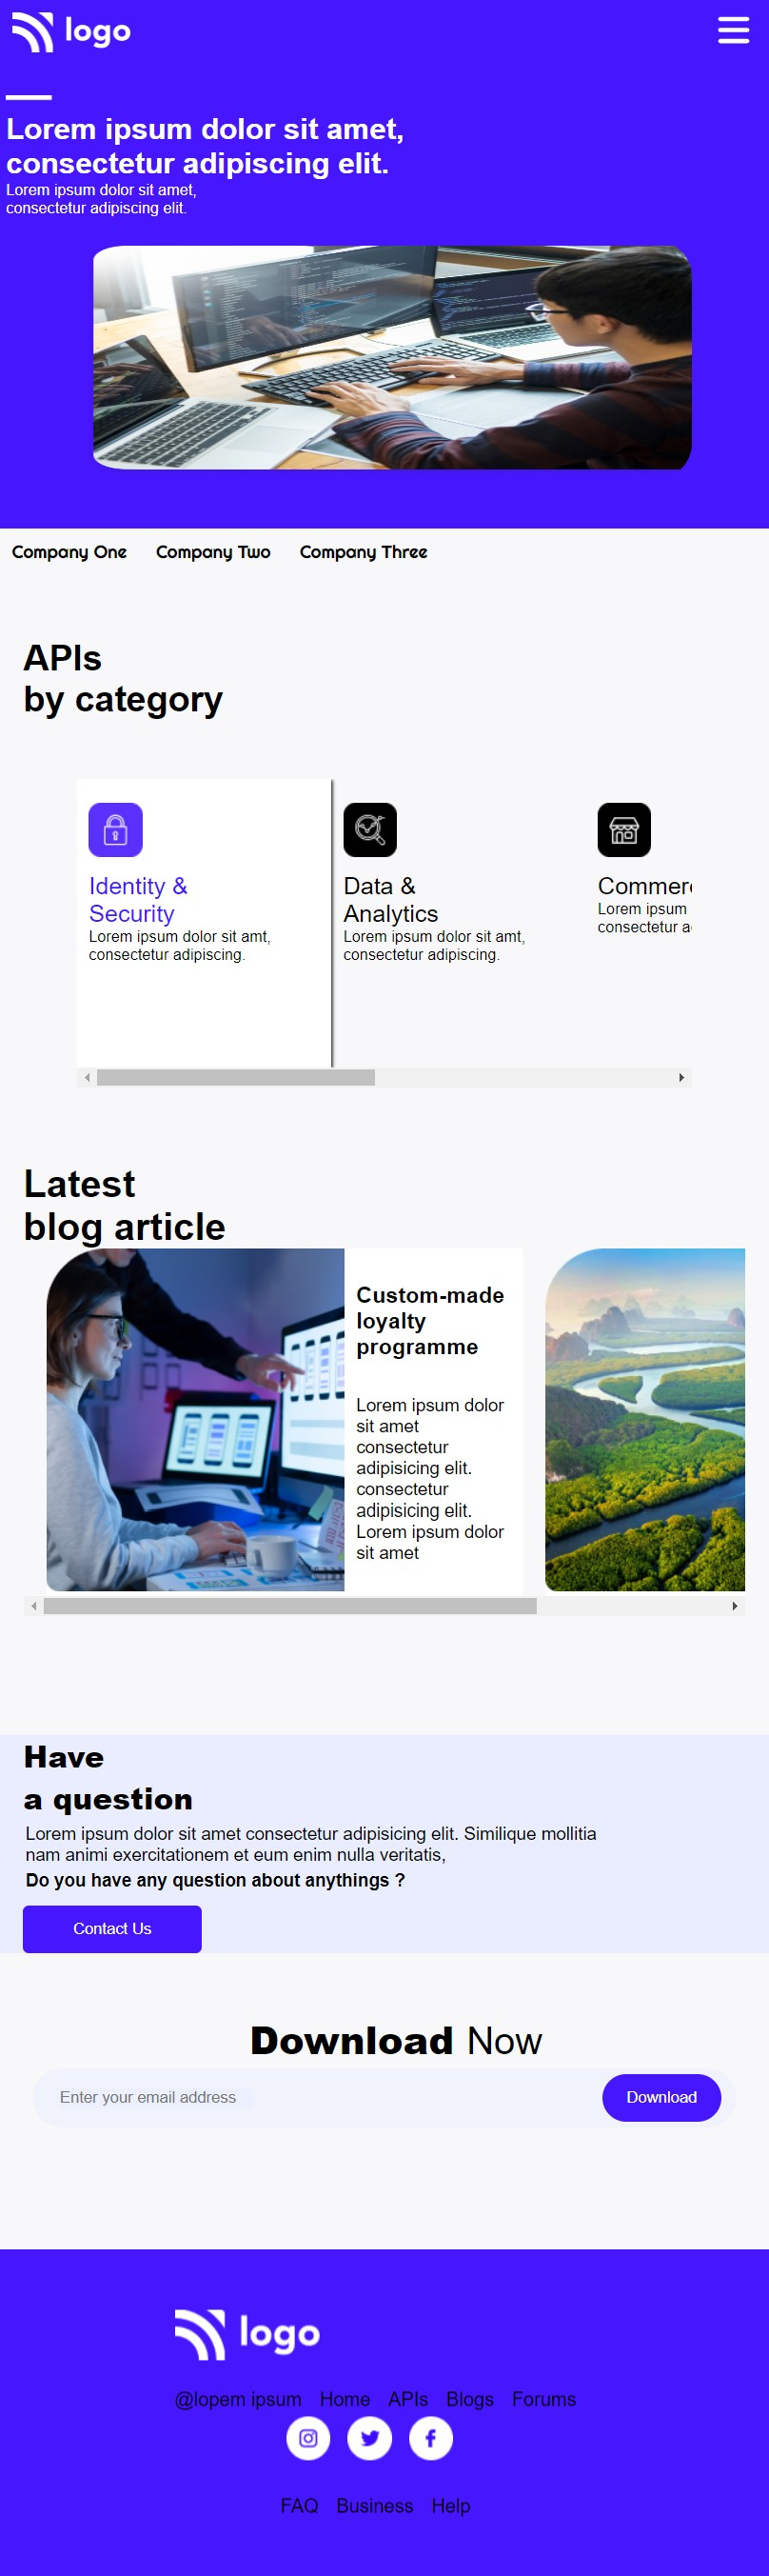 logo
Lorem ipsum dolor sit amet,
consectetur adipiscing elit.
Lorem ipsum dolor sit amet,
consectetur adipiscing elit.
Company One Company Two Company Three
APIs
by category
Identity &
Security
Lorem ipsum dolor sit amt,
consectetur adipiscing.
Data &
Analytics
Lorem ipsum dolor sit amt,
consectetur adipiscing.
Commer
Lorem ipsum
consectetur a
Latest
blog article
Custom-made
loyalty
programme
Lorem ipsum dolor
sit amet
consectetur
adipisicing elit.
consectetur
adipisicing elit.
Lorem ipsum dolor
sit amet
Have
a question
Lorem ipsum dolor sit amet consectetur adipisicing elit. Similique mollitia
nam animi exercitationem et eum enim nulla veritatis,
Do you have any question about anythings ?
Contact Us
Download Now
Enter your email address
Download
logo
@lopem ipsum Home APIs Blogs Forums
FAQ Business Help